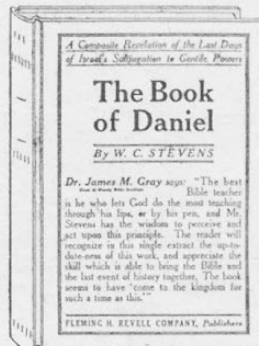 A Composite Revelation of the Last Days
of Israel's Subjugation to Gentile Powers
The Book
of Daniel
By W. C. STEVENS
Dr. James M. Gray says: "The best
Bible teacher
is he who lets God do the most teaching
through his lips, or by his pen, and Mr.
Stevens has the wisdom to perceive and
act upon this principle. The reader will
recognize in this single extract the up-to-
date-ness of this work, and appreciate the
skill which is able to bring the Bible and
the last event of history together. The book
seems to have 'come to the kingdom for
such a time as this.'"
FLEMING H. REVELL COMPANY, Publishers